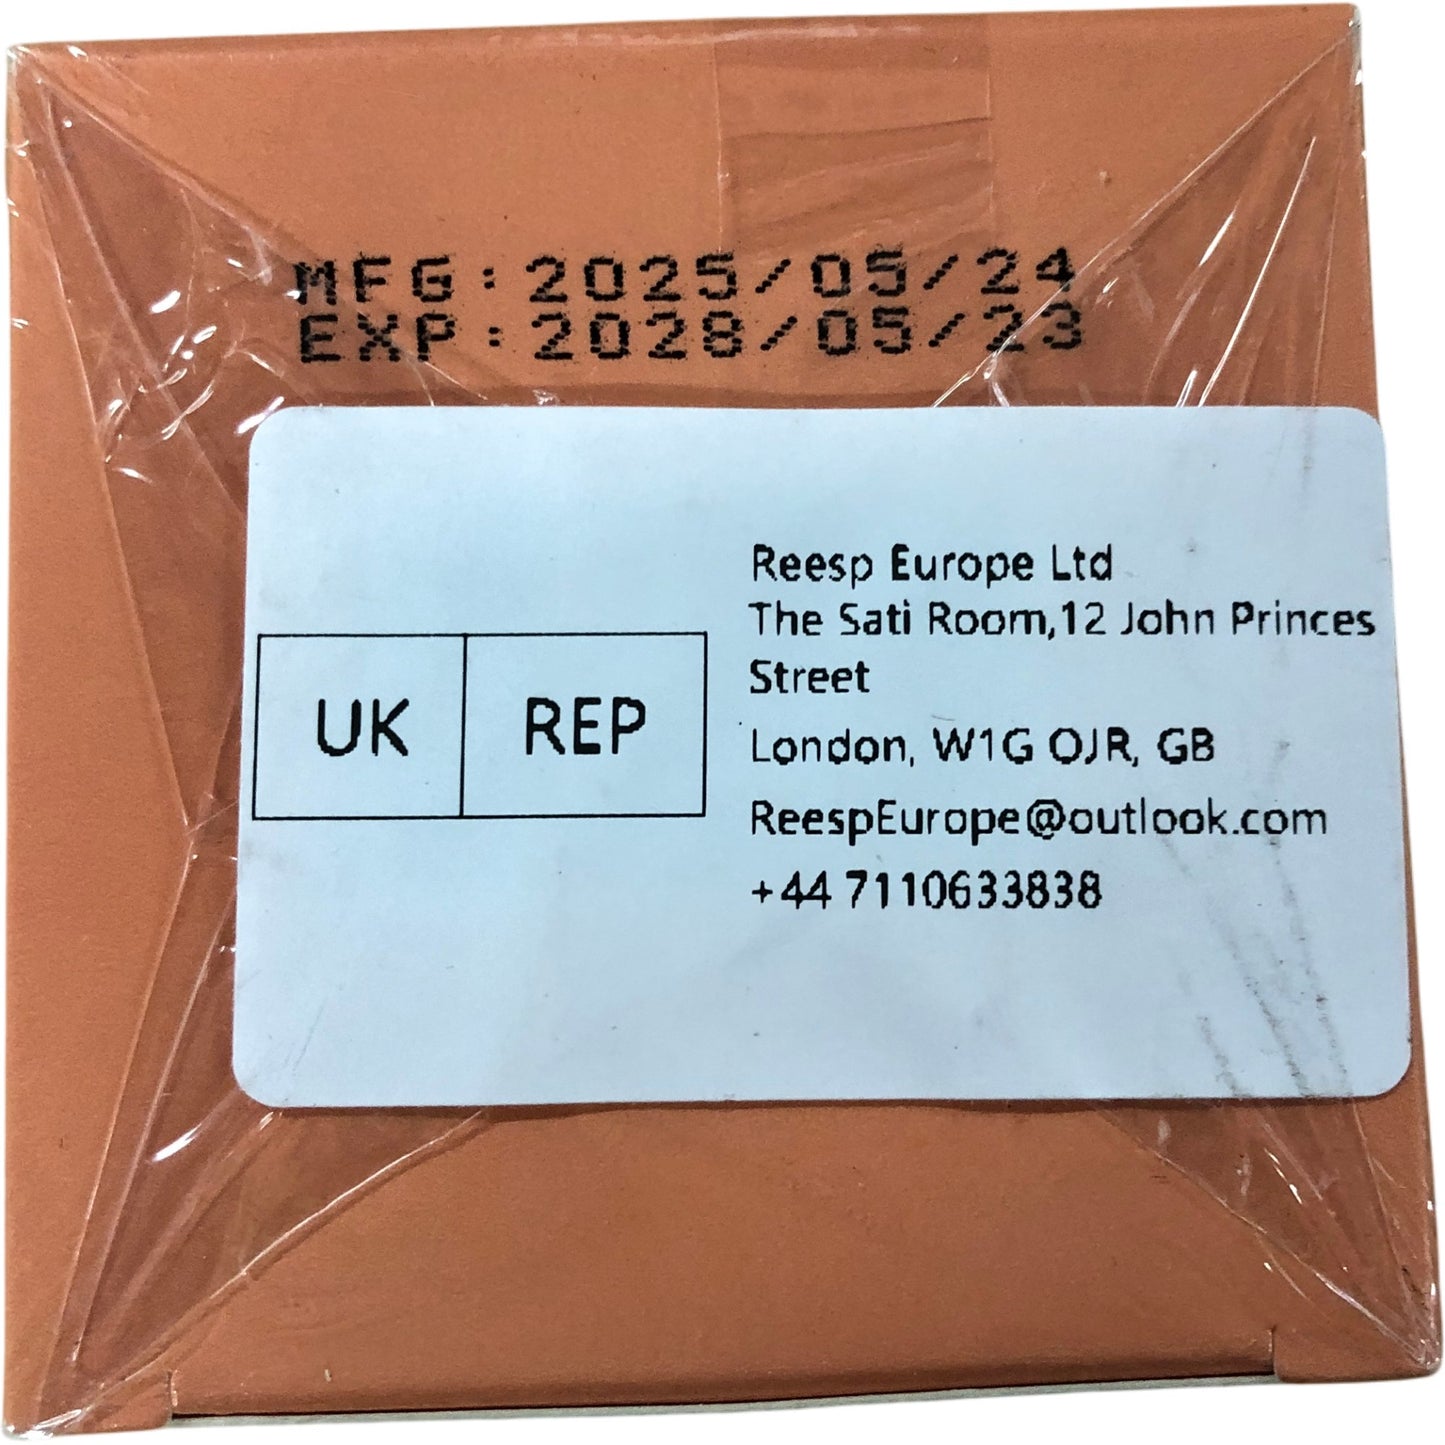 MFG:2025/05/24
EXP:2028/05/23
UK REP
Reesp Europe Ltd
The Sati Room,12 John Princes
Street
London, W1G OJR, GB
ReespEurope@outlook.com
+44 7110633838